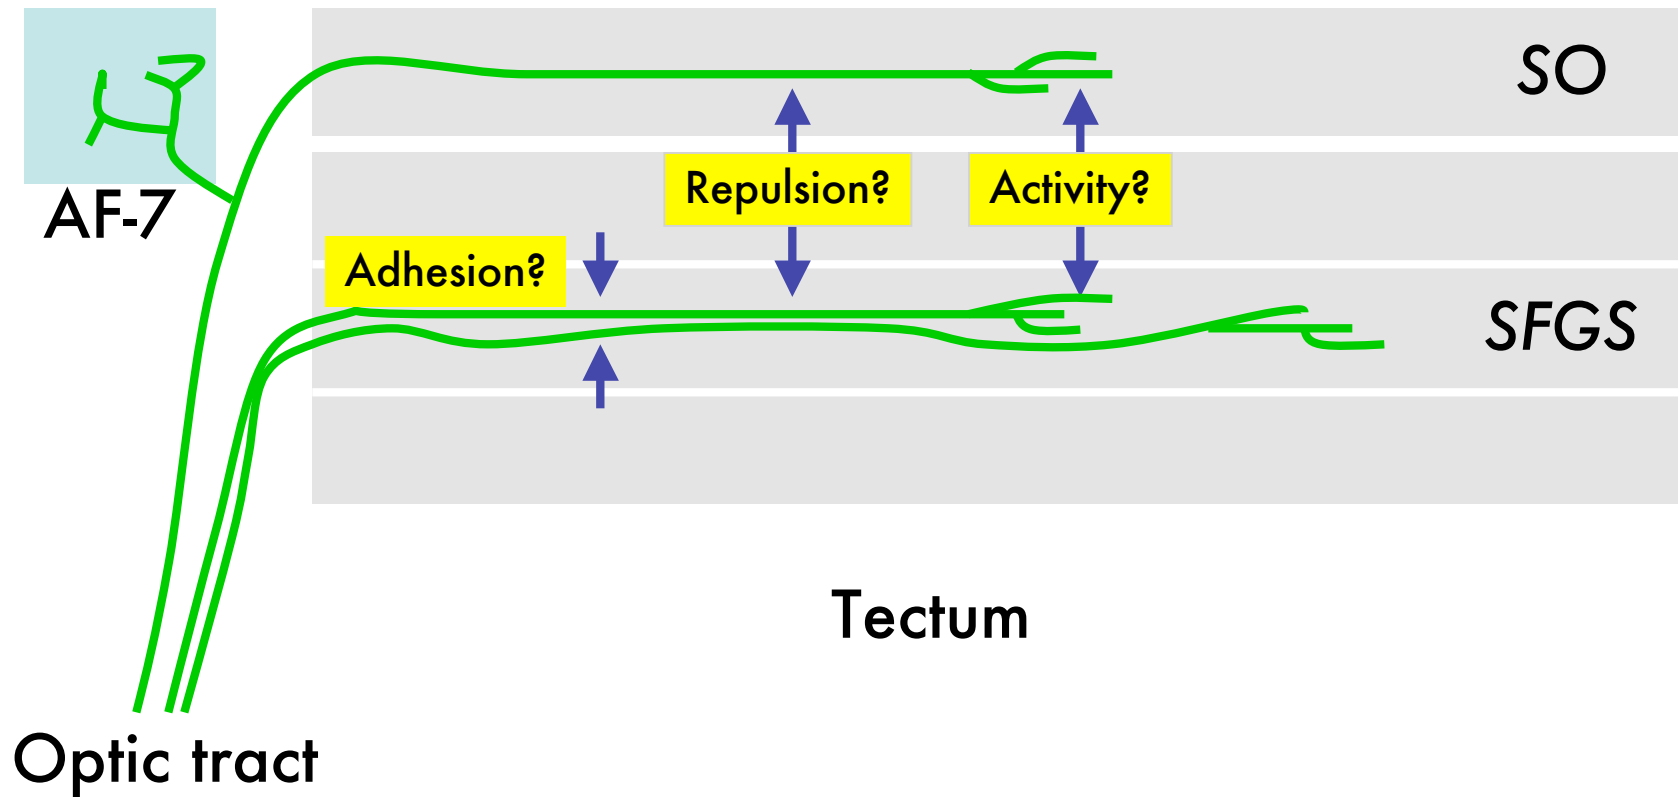 SO
AF-7
Repulsion?
Activity?
Adhesion?
SFGS
Tectum
Optic tract